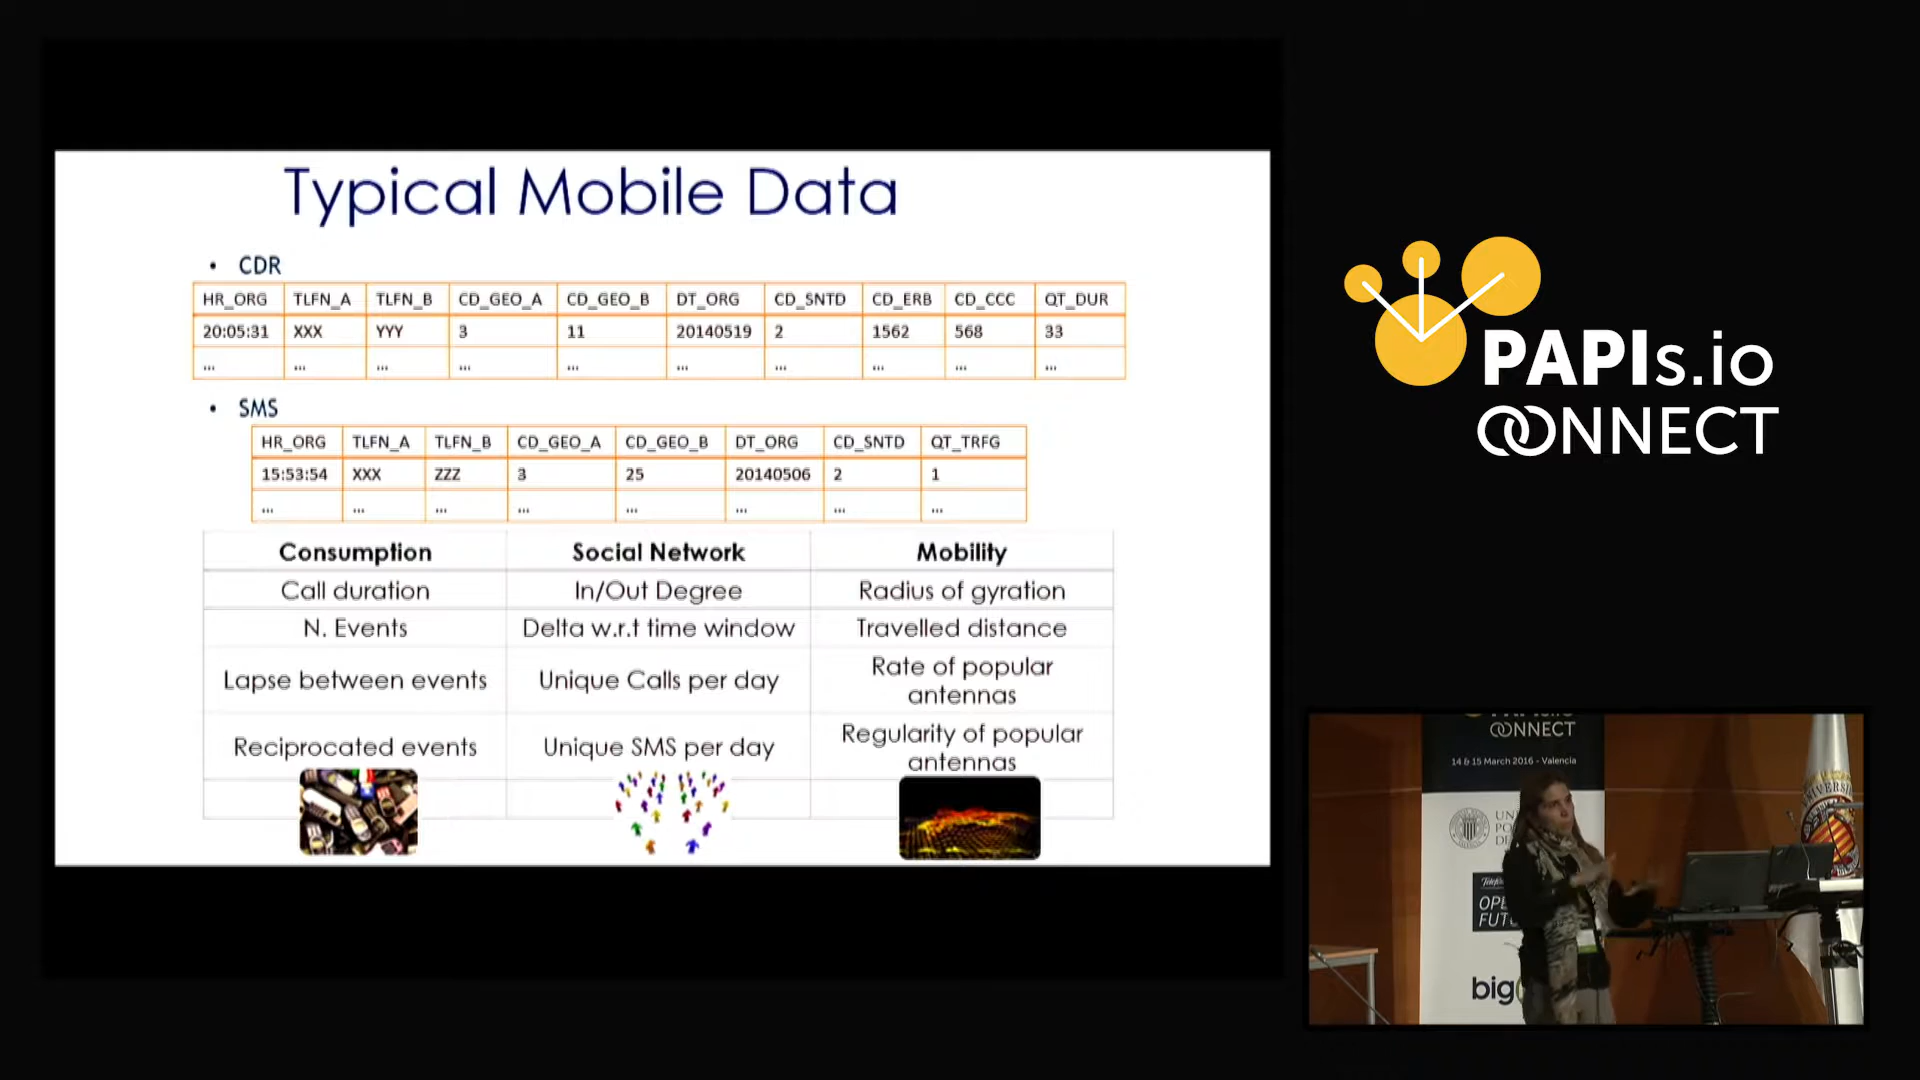 Typical Mobile Data
• CDR
HR_ORG TLFN_A TLFN_B CD_GEO_A CD_GEO_B DT_ORG CD_SNTD CD_ERB CD_CCC QT_DUR
20:05:31 XXX YYY 3 11 20140519 2 1562 568 33
... ... ... ... ... ... ... ... ... ...
• SMS
HR_ORG TLFN_A TLFN_B CD_GEO_A CD_GEO_B DT_ORG CD_SNTD QT_TRFG
15:53:54 XXX ZZZ 3 25 20140506 2 1
... ... ... ... ... ... ... ...
Consumption Social Network Mobility
Call duration In/Out Degree Radius of gyration
N. Events Delta w.r.t time window Travelled distance
Lapse between events Unique Calls per day Rate of popular
antennas
Reciprocated events Unique SMS per day Regularity of popular
antennas
PAPIs.io
CONNECT
CONNECT
14 & 15 March 2016 - Valencia
big